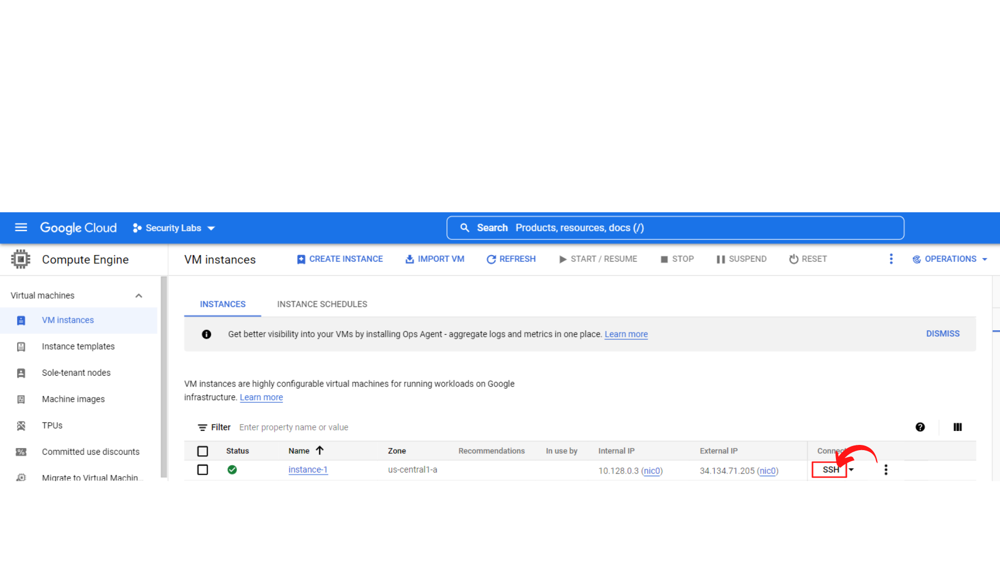 Google Cloud Security Labs Search Products, resources, docs (/)
Compute Engine VM instances CREATE INSTANCE IMPORT VM REFRESH START / RESUME STOP SUSPEND RESET OPERATIONS
Virtual machines
VM instances
Instance templates
Sole-tenant nodes
Machine images
TPUs
Committed use discounts
Migrate to Virtual Machin...
INSTANCES INSTANCE SCHEDULES
Get better visibility into your VMs by installing Ops Agent - aggregate logs and metrics in one place. Learn more DISMISS
VM instances are highly configurable virtual machines for running workloads on Google
infrastructure. Learn more
Filter Enter property name or value
Status Name Zone Recommendations In use by Internal IP External IP Connect
instance-1 us-central1-a 10.128.0.3 (nic0) 34.134.71.205 (nic0) SSH